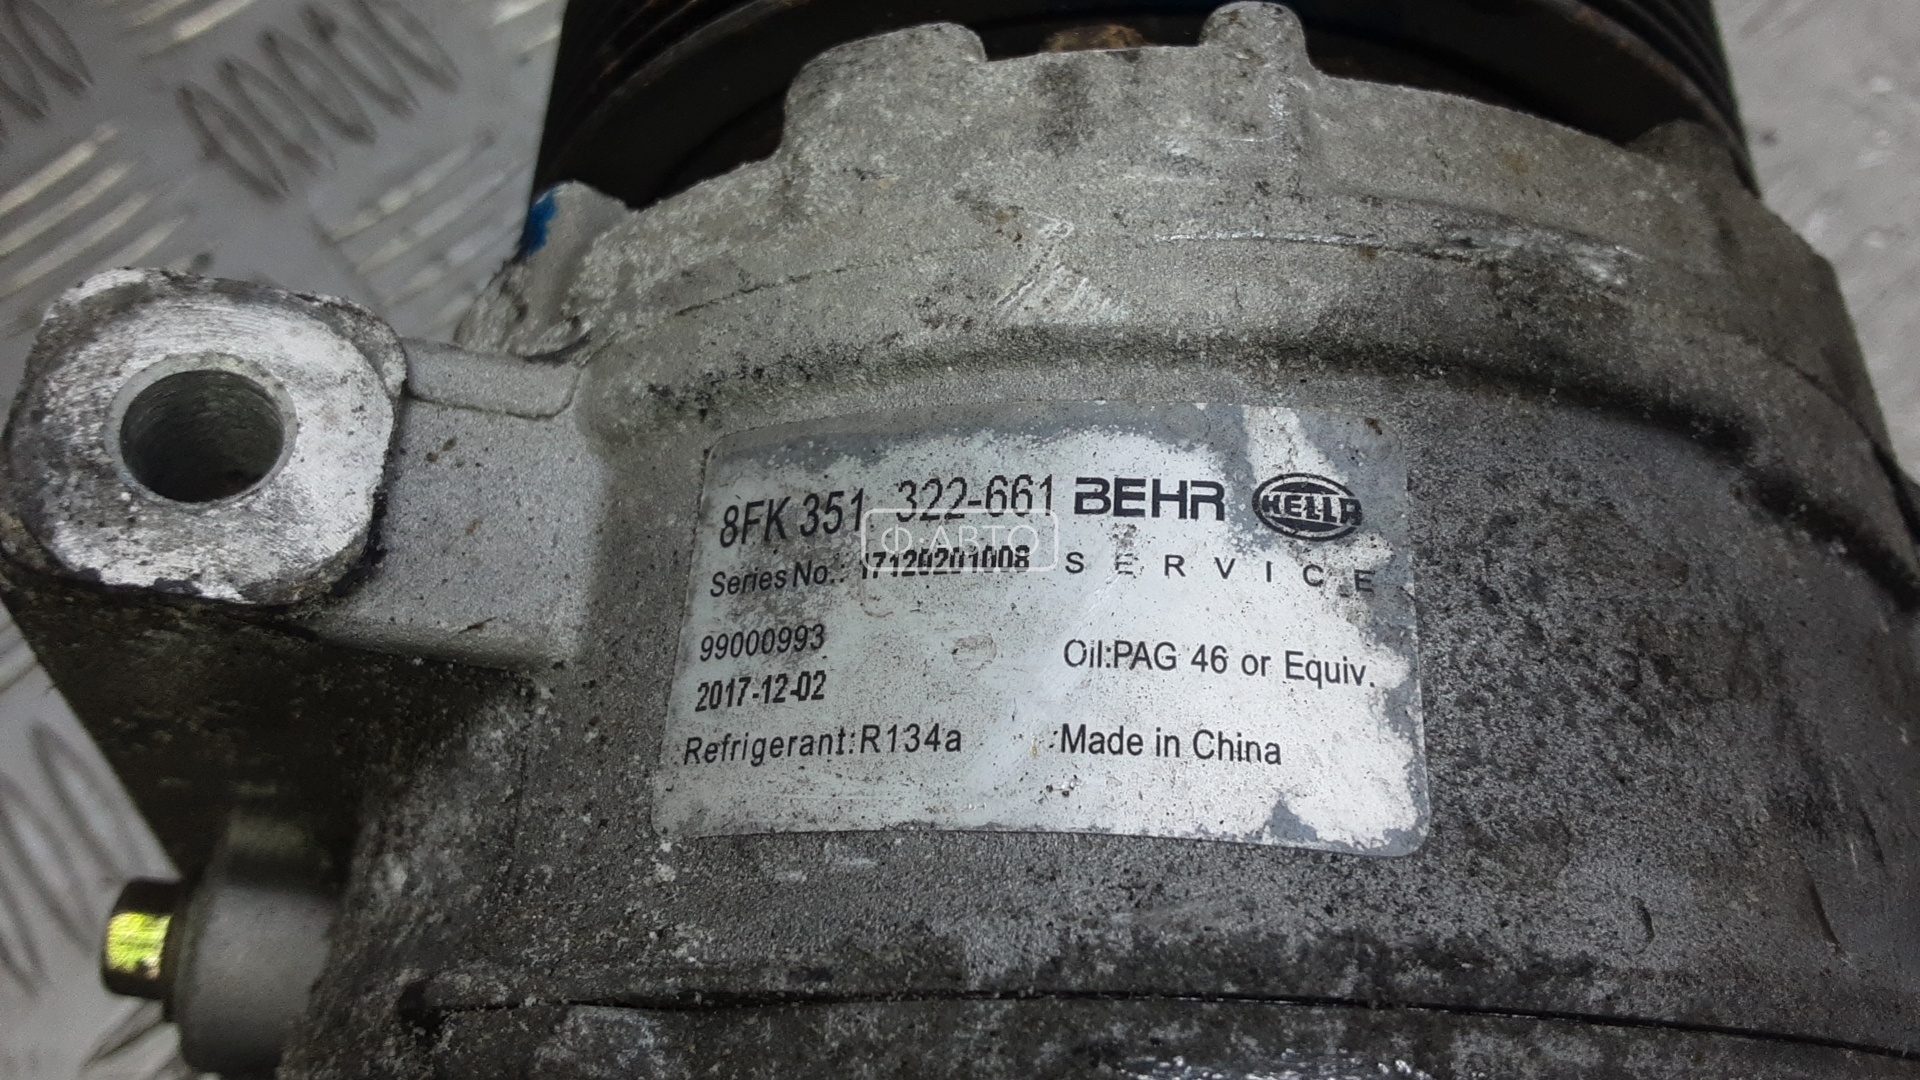 8FK 351 322-661 BEHR HELLA
Series No.: 17120201008 SERVICE
Ф-АВТО
99000993
Oil:PAG 46 or Equiv.
2017-12-02
Refrigerant:R134a :Made in China